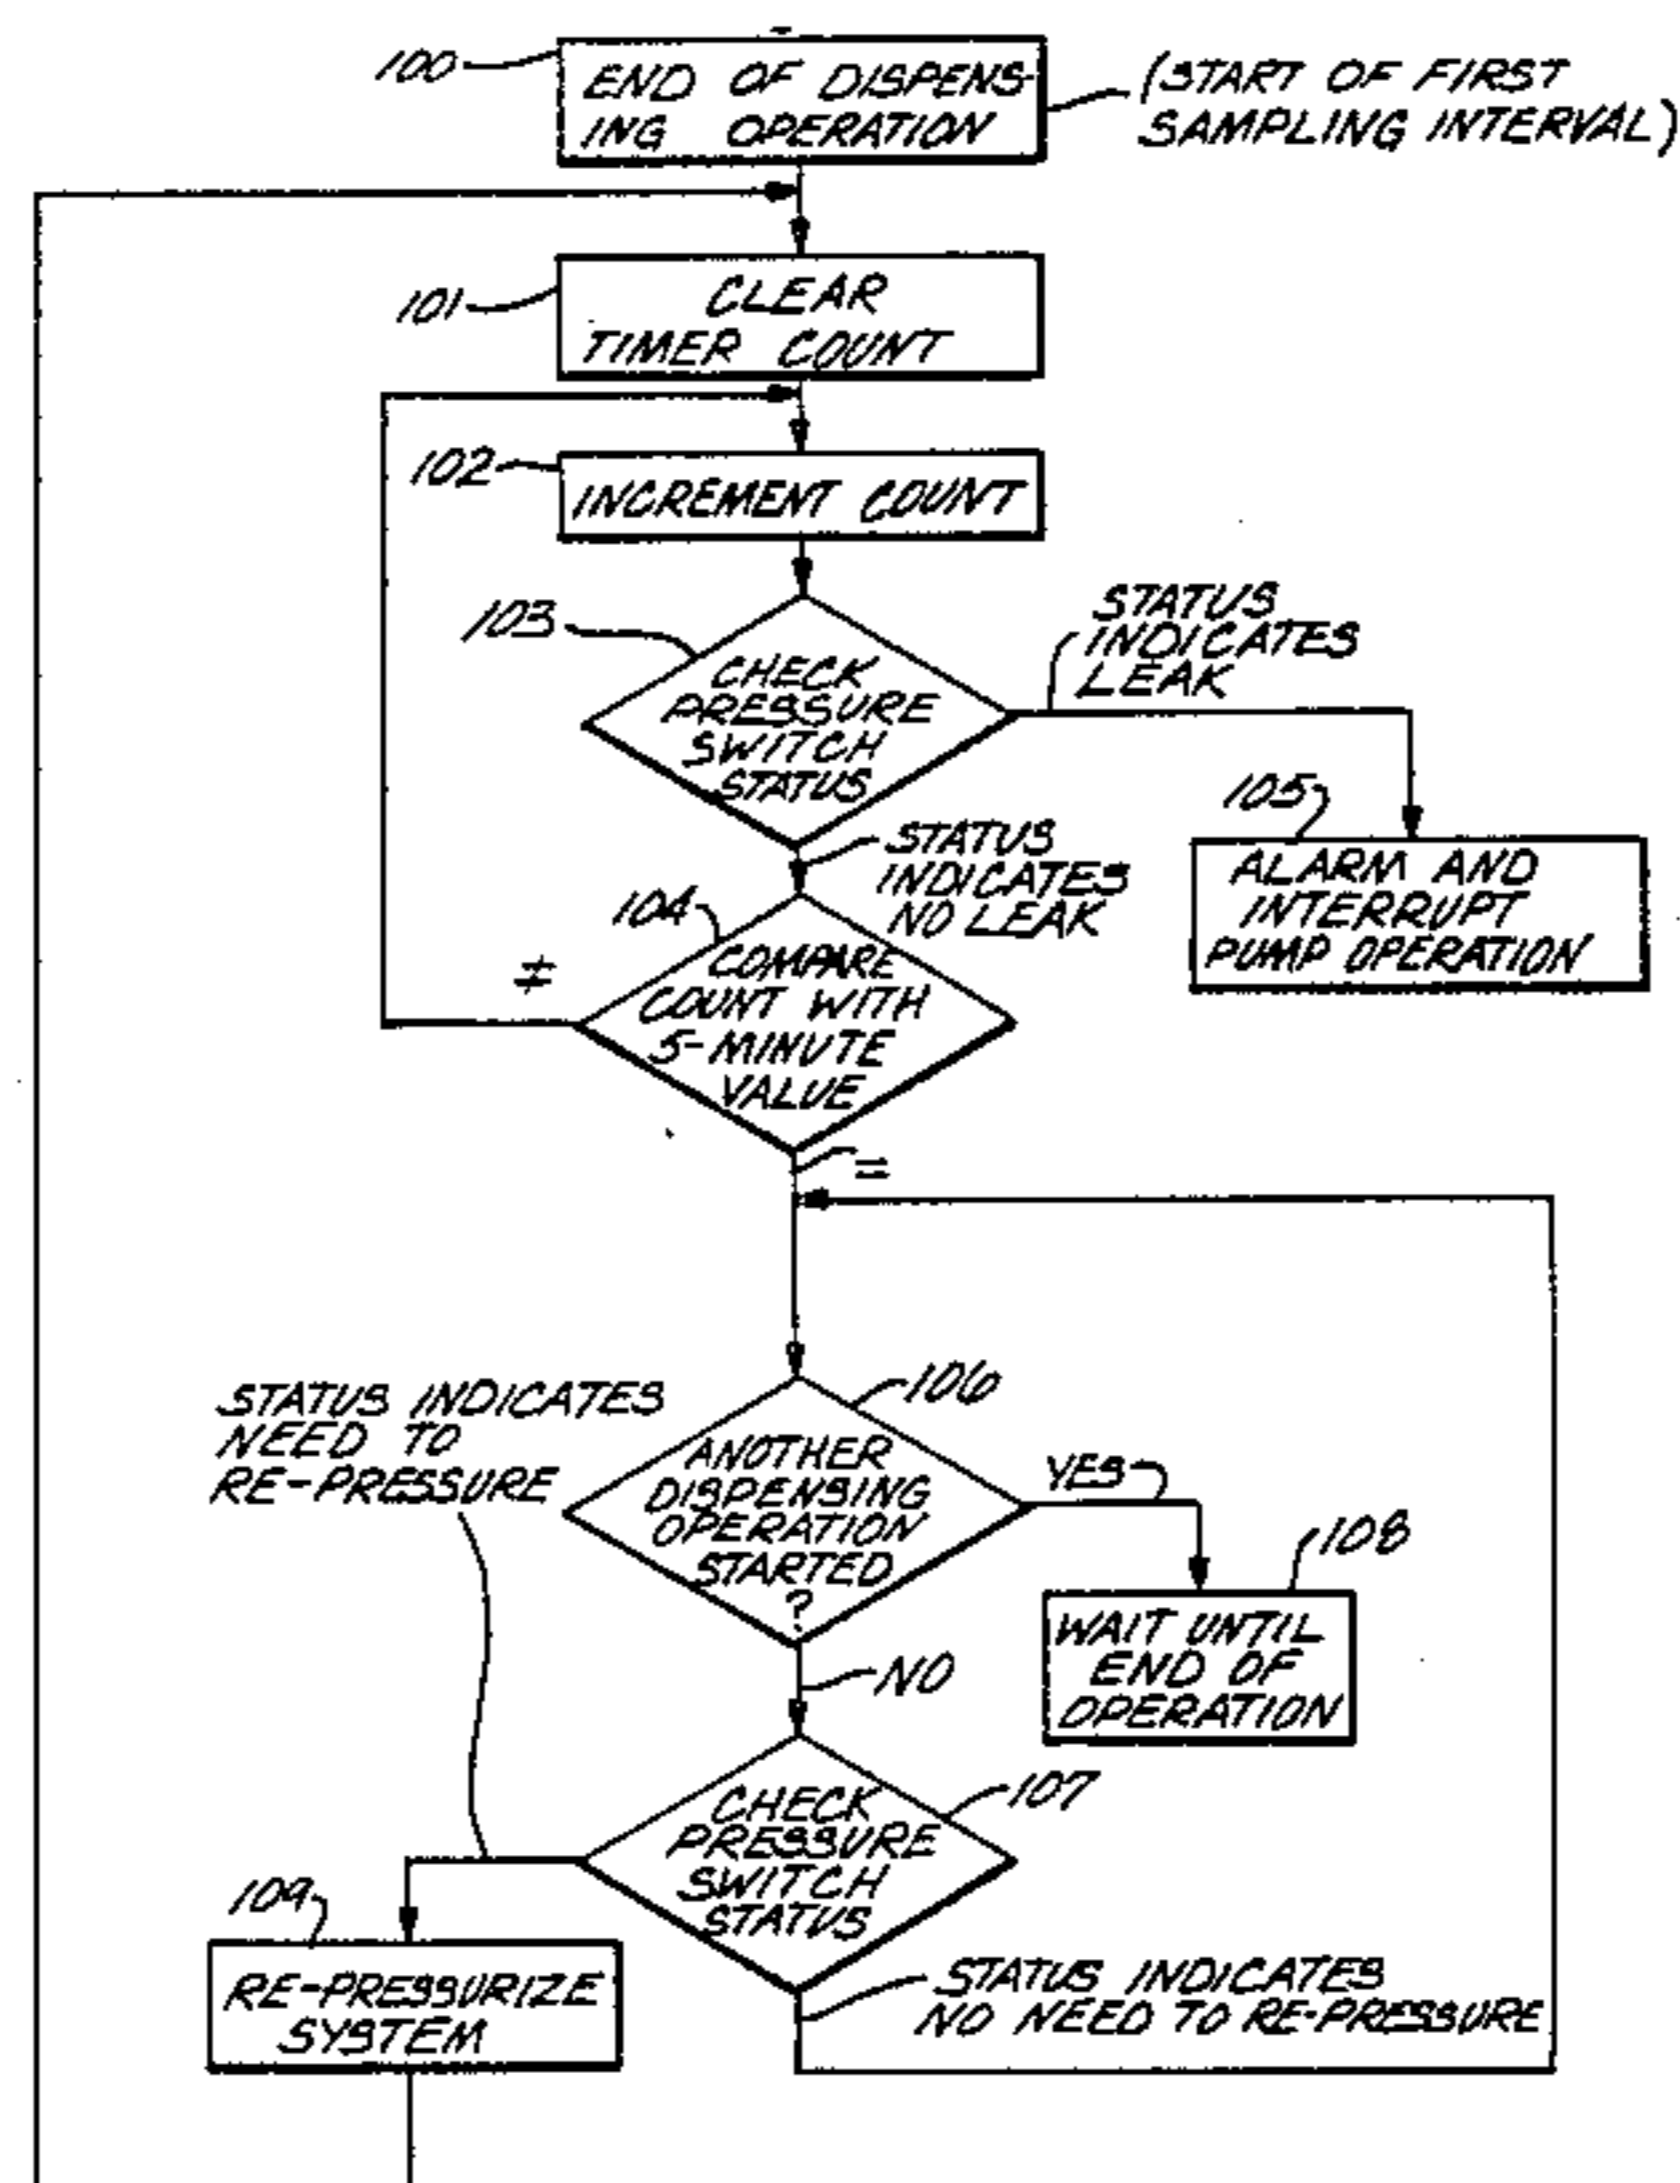 100
END OF DISPENS-
ING OPERATION
(START OF FIRST
SAMPLING INTERVAL)
101
CLEAR
TIMER COUNT
102
INCREMENT COUNT
103
CHECK
PRESSURE
SWITCH
STATUS
STATUS
INDICATES
LEAK
105
ALARM AND
INTERRUPT
PUMP OPERATION
STATUS
INDICATES
NO LEAK
104
COMPARE
COUNT WITH
5-MINUTE
VALUE
≠
=
106
ANOTHER
DISPENSING
OPERATION
STARTED
?
YES
108
WAIT UNTIL
END OF
OPERATION
NO
STATUS INDICATES
NEED TO
RE-PRESSURE
107
CHECK
PRESSURE
SWITCH
STATUS
109
RE-PRESSURIZE
SYSTEM
STATUS INDICATES
NO NEED TO RE-PRESSURE